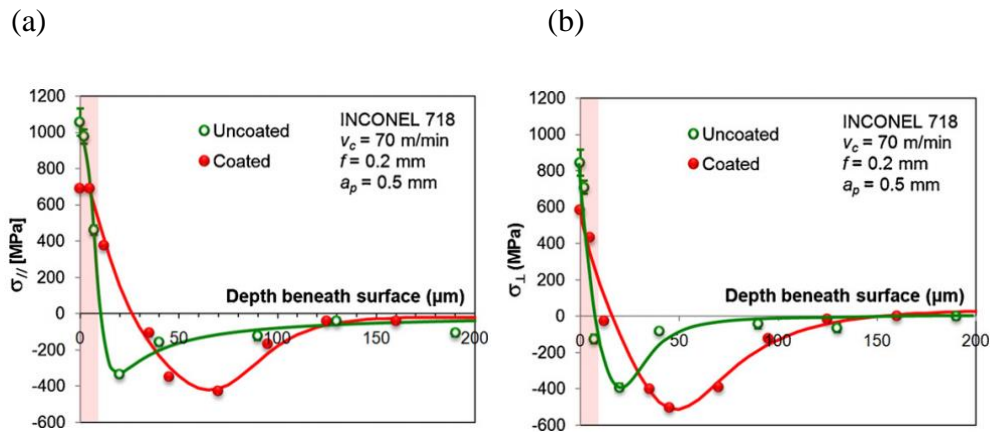 (a)
(b)
1200
1000
800
600
400
200
0
-200
-400
-600
σ// [MPa]
Uncoated
Coated
INCONEL 718
vc = 70 m/min
f = 0.2 mm
ap = 0.5 mm
Depth beneath surface (µm)
0 50 100 150 200
1200
1000
800
600
400
200
0
-200
-400
-600
σ⊥ (MPa)
Uncoated
Coated
INCONEL 718
vc = 70 m/min
f = 0.2 mm
ap = 0.5 mm
Depth beneath surface (µm)
0 50 100 150 200